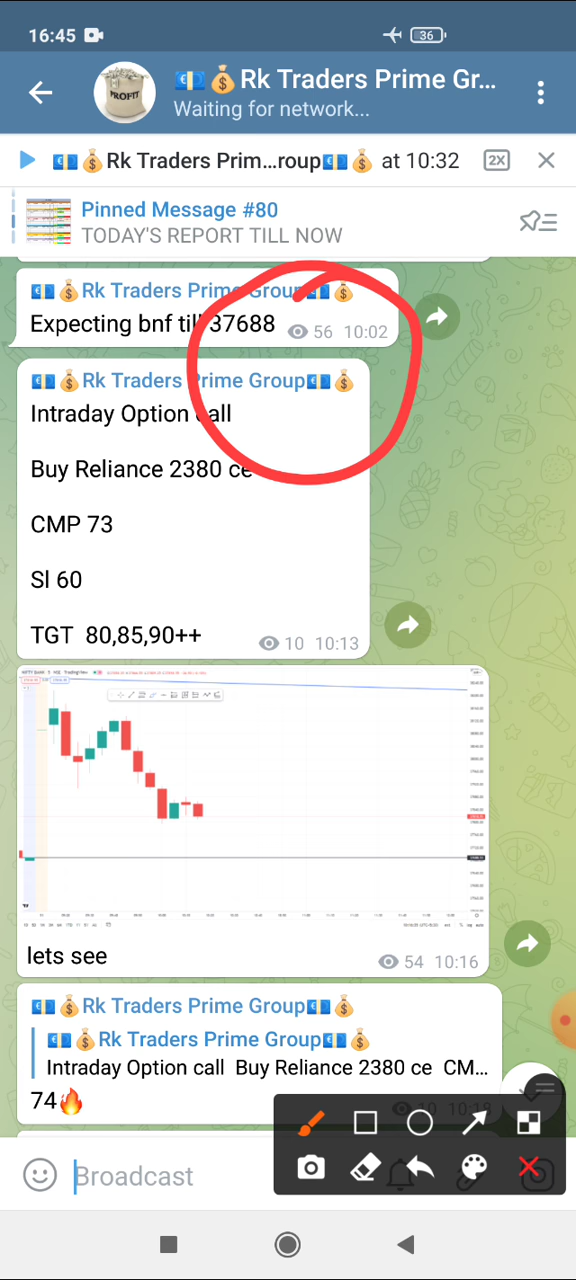 16:45
36
Rk Traders Prime Gr...
Waiting for network...
PROFIT
Rk Traders Prim...roup at 10:32
2X
Pinned Message #80
TODAY'S REPORT TILL NOW
Rk Traders Prime Group
Expecting bnf till 37688
56 10:02
Rk Traders Prime Group
Intraday Option call
Buy Reliance 2380 ce
CMP 73
Sl 60
TGT 80,85,90++
10 10:13
lets see
54 10:16
Rk Traders Prime Group
Rk Traders Prime Group
Intraday Option call Buy Reliance 2380 ce CM...
74
Broadcast